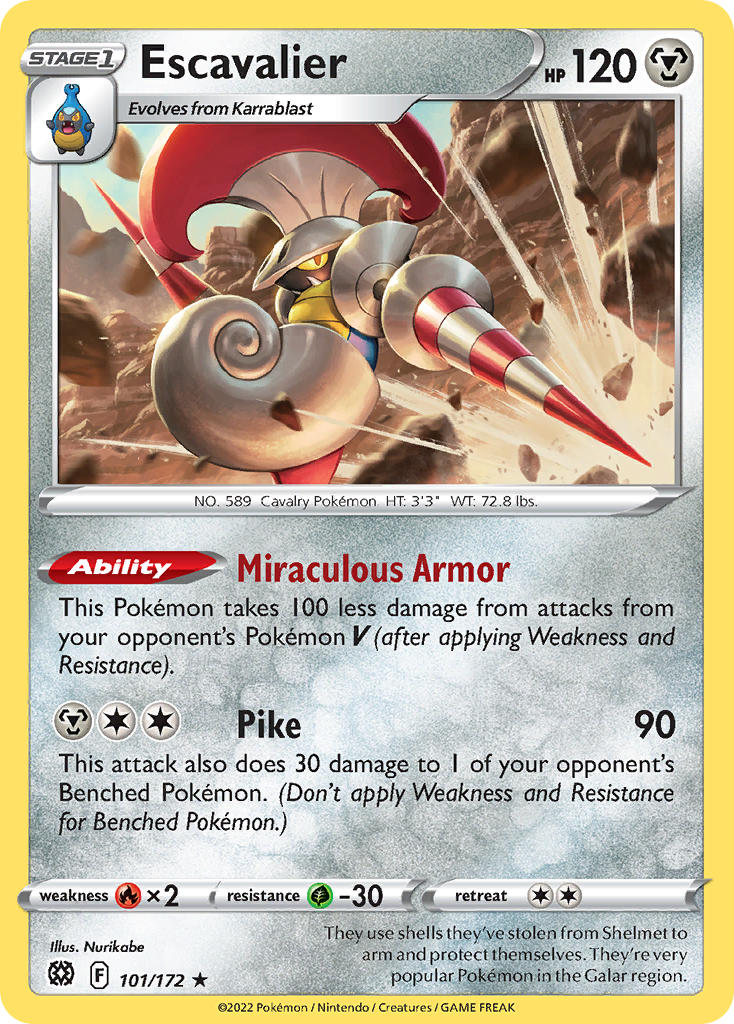 STAGE1
Escavalier
HP 120
Evolves from Karrablast
NO. 589 Cavalry Pokémon HT: 3'3" WT: 72.8 lbs.
Ability Miraculous Armor
This Pokémon takes 100 less damage from attacks from
your opponent's Pokémon V (after applying Weakness and
Resistance).
Pike 90
This attack also does 30 damage to 1 of your opponent's
Benched Pokémon. (Don't apply Weakness and Resistance
for Benched Pokémon.)
weakness ×2 resistance -30 retreat
They use shells they've stolen from Shelmet to
arm and protect themselves. They're very
popular Pokémon in the Galar region.
Illus. Nurikabe
F 101/172 ★
©2022 Pokémon / Nintendo / Creatures / GAME FREAK